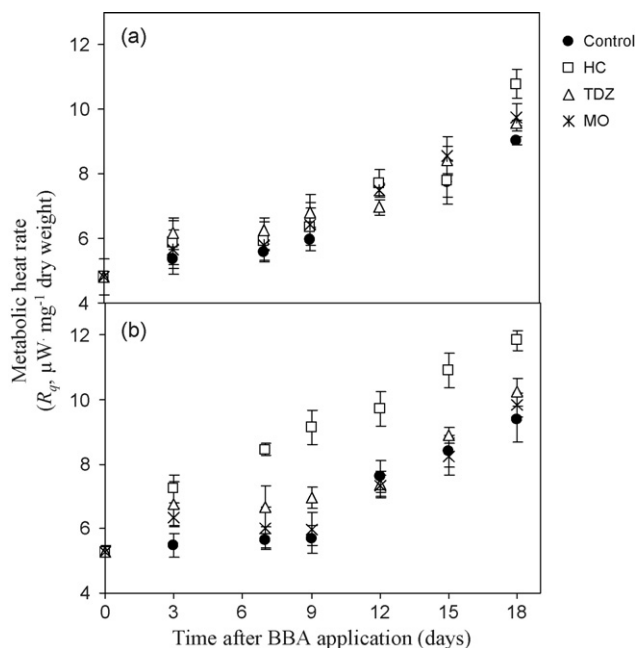 (a)
Control
HC
TDZ
MO
12
10
8
6
4
Metabolic heat rate
(Rq, μW· mg-1 dry weight)
(b)
12
10
8
6
4
0 3 6 9 12 15 18
Time after BBA application (days)